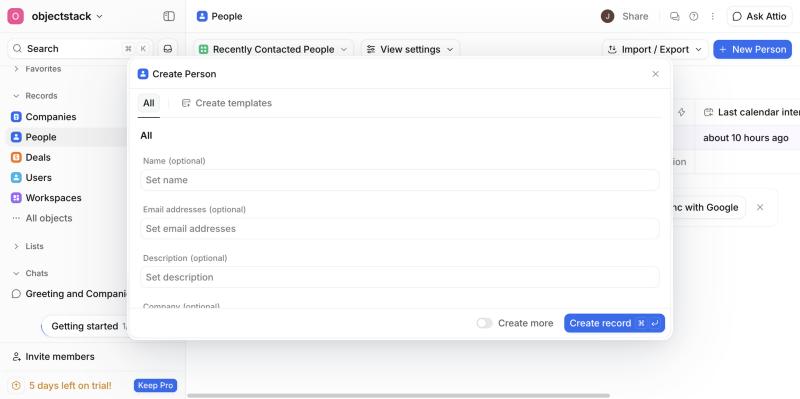 O objectstack
People
J Share
Ask Attio
Search ⌘ K
Recently Contacted People
View settings
Import / Export
+ New Person
Favorites
Records
Companies
People
Deals
Users
Workspaces
All objects
Lists
Chats
Greeting and Compani
Getting started
Invite members
5 days left on trial!
Keep Pro
Create Person
All
Create templates
All
Name (optional)
Set name
Email addresses (optional)
Set email addresses
Description (optional)
Set description
Company (optional)
Create more
Create record ⌘
Last calendar inter
about 10 hours ago
ion
nc with Google